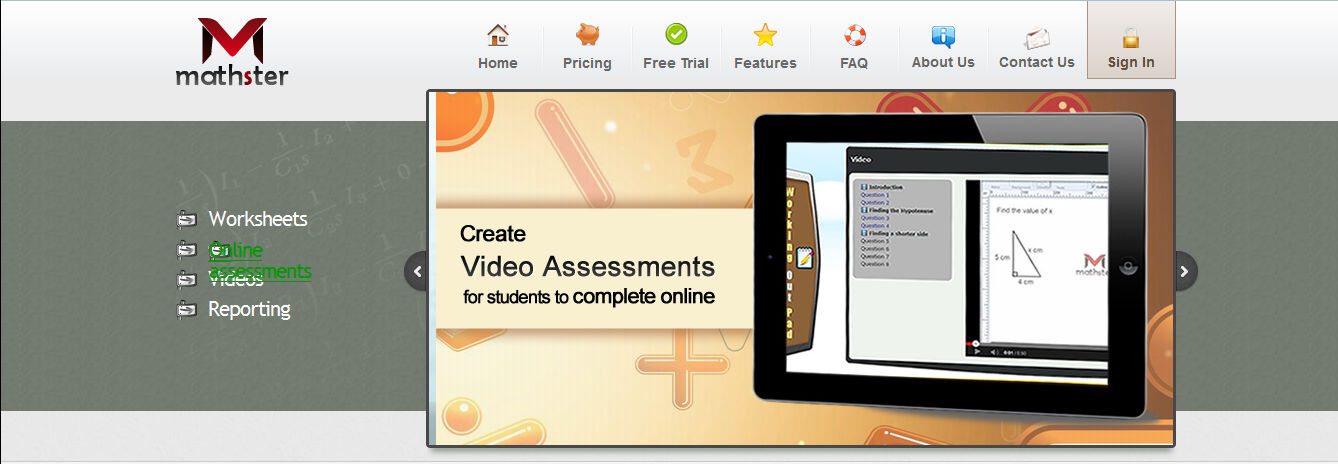 mathster
Home
Pricing
Free Trial
Features
FAQ
About Us
Contact Us
Sign In
Worksheets
Online
assessments
Videos
Reporting
Create
Video Assessments
for students to complete online
Video
Introduction
Question 1
Question 2
Finding the Hypotenuse
Question 3
Question 4
Finding a shorter side
Question 5
Question 6
Question 7
Question 8
Working Out Pad
Find the value of x
5 cm
x cm
4 cm
mathster